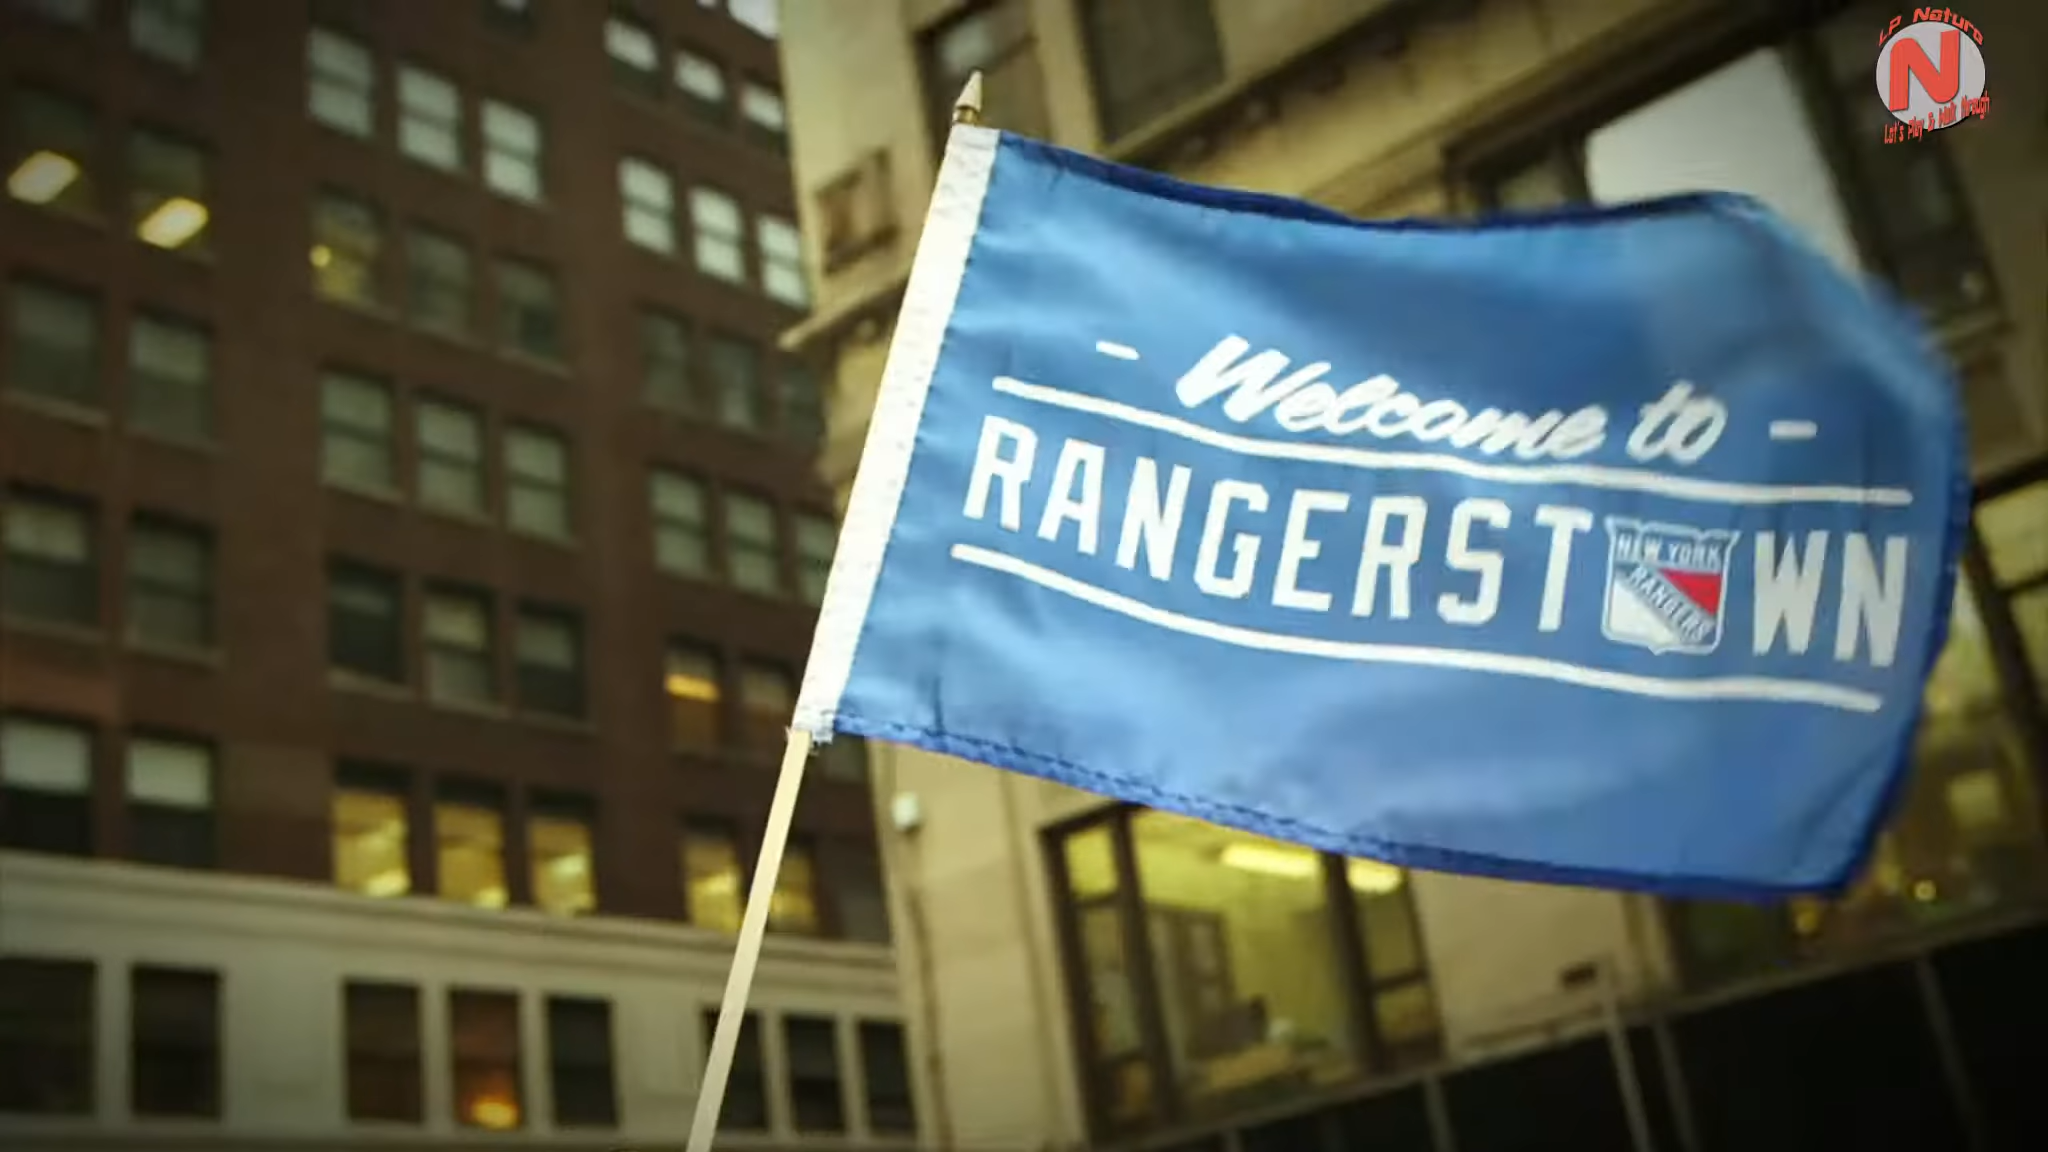 LP Natura
N
Let's Play & Walk through
- Welcome to -
RANGERST WN
NEW YORK
RANGERS